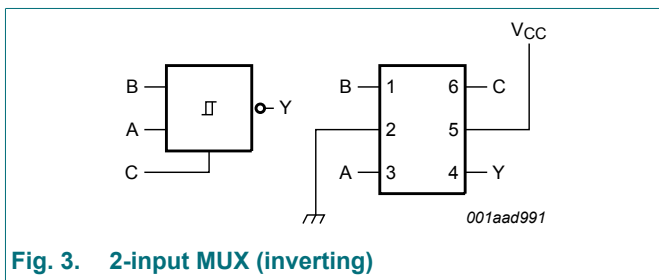 VCC
B
A
C
Y
B 1 6 C
2 5
A 3 4 Y
001aad991
Fig. 3. 2-input MUX (inverting)